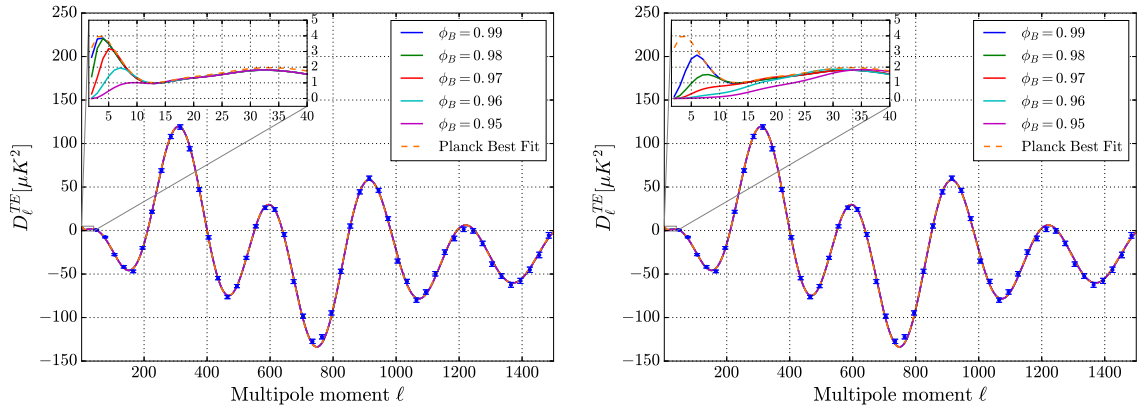 250
200
150
100
50
0
−50
−100
−150
200 400 600 800 1000 1200 1400
Multipole moment ℓ
D_ℓ^{TE}[μK²]
5 10 15 20 25 30 35 40
5
4
3
2
1
0
ϕ_B = 0.99
ϕ_B = 0.98
ϕ_B = 0.97
ϕ_B = 0.96
ϕ_B = 0.95
Planck Best Fit
250
200
150
100
50
0
−50
−100
−150
200 400 600 800 1000 1200 1400
Multipole moment ℓ
D_ℓ^{TE}[μK²]
5 10 15 20 25 30 35 40
5
4
3
2
1
0
ϕ_B = 0.99
ϕ_B = 0.98
ϕ_B = 0.97
ϕ_B = 0.96
ϕ_B = 0.95
Planck Best Fit